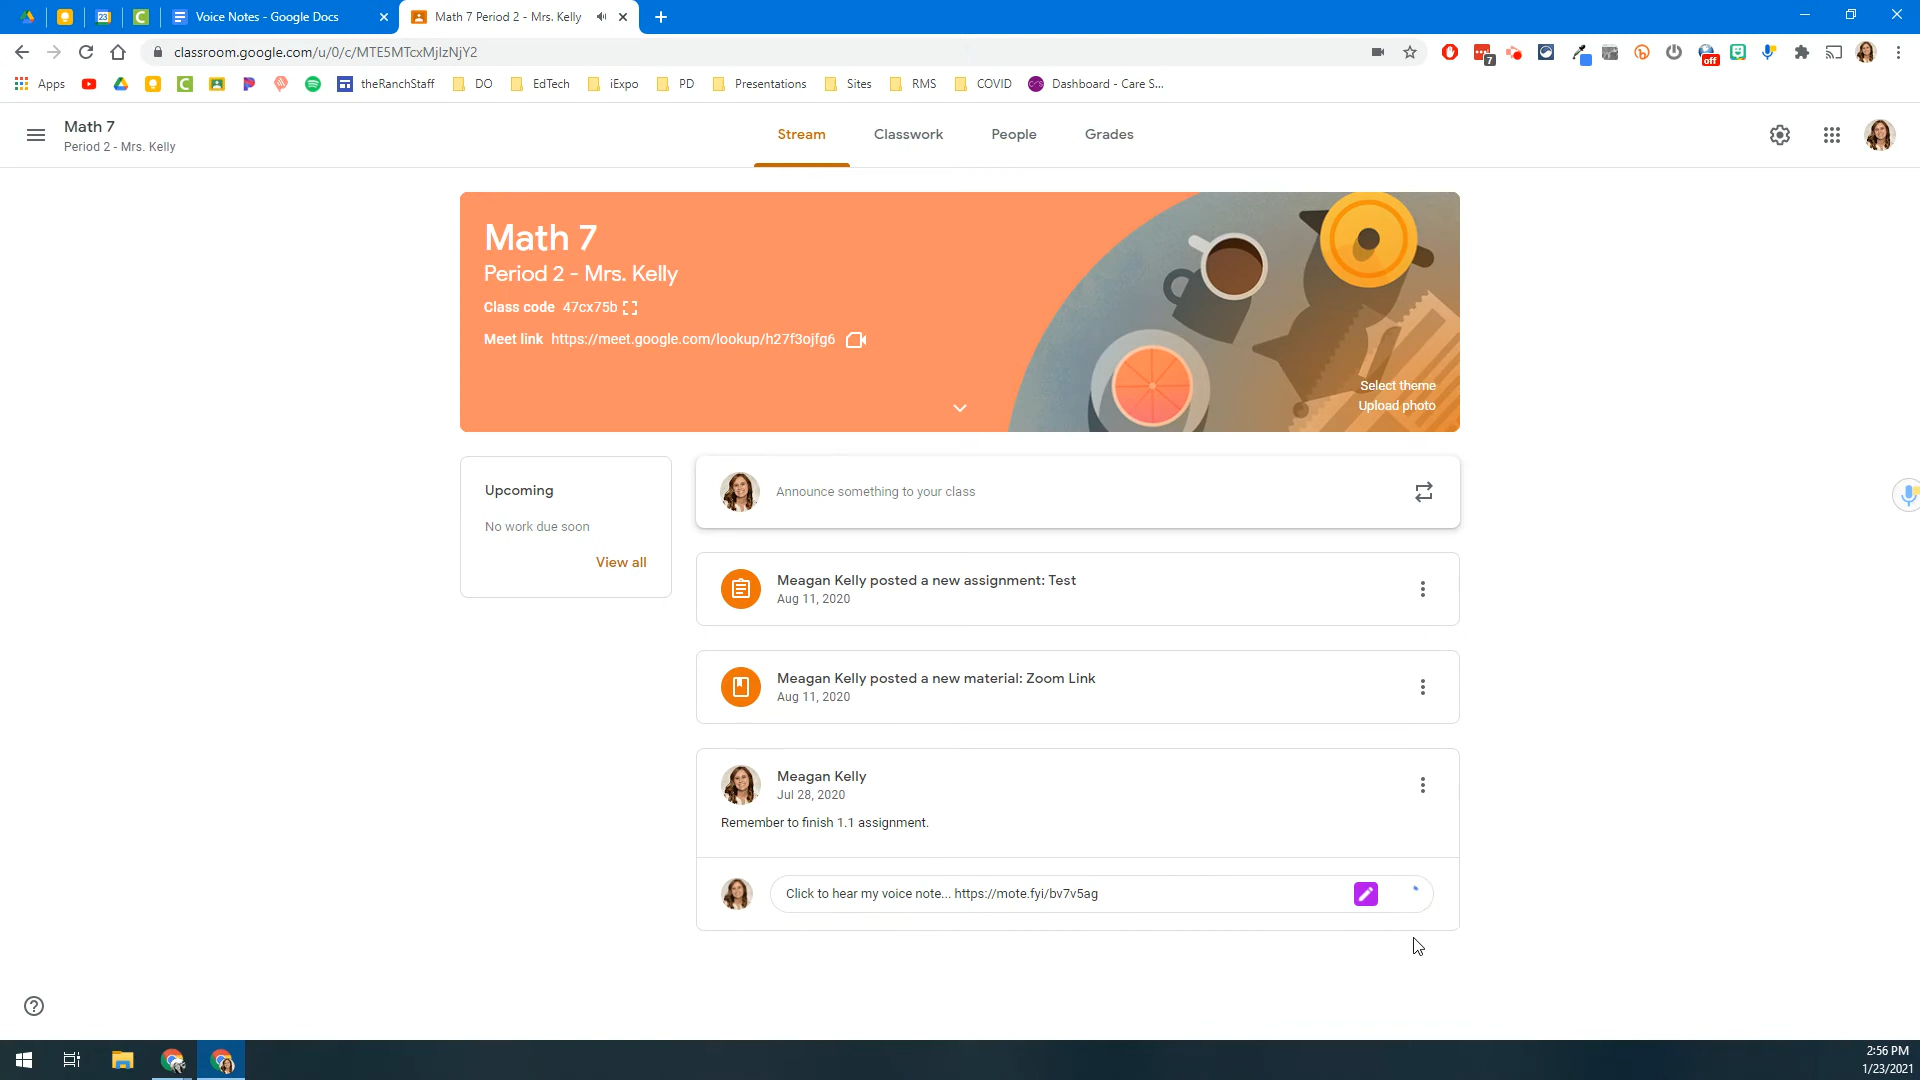 Voice Notes - Google Docs
Math 7 Period 2 - Mrs. Kelly
classroom.google.com/u/0/c/MTE5MTcxMjIzNjY2
7
off
Apps
theRanchStaff
DO
EdTech
iExpo
PD
Presentations
Sites
RMS
COVID
Dashboard - Care S...
Math 7
Period 2 - Mrs. Kelly
Stream
Classwork
People
Grades
Math 7
Period 2 - Mrs. Kelly
Class code 47cx75b
Meet link https://meet.google.com/lookup/h27f3ojfg6
Select theme
Upload photo
Upcoming
No work due soon
View all
Announce something to your class
Meagan Kelly posted a new assignment: Test
Aug 11, 2020
Meagan Kelly posted a new material: Zoom Link
Aug 11, 2020
Meagan Kelly
Jul 28, 2020
Remember to finish 1.1 assignment.
Click to hear my voice note... https://mote.fyi/bv7v5ag
2:56 PM
1/23/2021